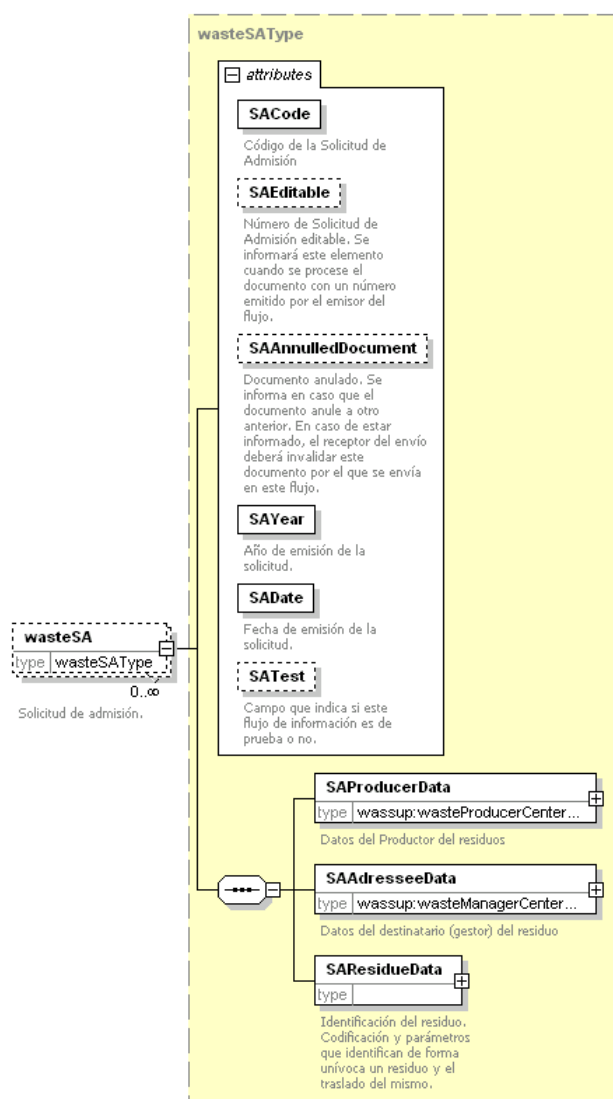 wasteSAType
attributes
SACode
Código de la Solicitud de
Admisión
SAEditable
Número de Solicitud de
Admisión editable. Se
informará este elemento
cuando se procese el
documento con un número
emitido por el emisor del
flujo.
SAAnnulledDocument
Documento anulado. Se
informa en caso que el
documento anule a otro
anterior. En caso de estar
informado, el receptor del envío
deberá invalidar este
documento por el que se envía
en este flujo.
SAYear
Año de emisión de la
solicitud.
SADate
Fecha de emisión de la
solicitud.
SATest
Campo que indica si este
flujo de información es de
prueba o no.
wasteSA
type wasteSAType
0..∞
Solicitud de admisión.
SAProducerData
type wassup:wasteProducerCenter...
Datos del Productor del residuos
SAAdresseeData
type wassup:wasteManagerCenter...
Datos del destinatario (gestor) del residuo
SAResidueData
type
Identificación del residuo.
Codificación y parámetros
que identifican de forma
unívoca un residuo y el
traslado del mismo.